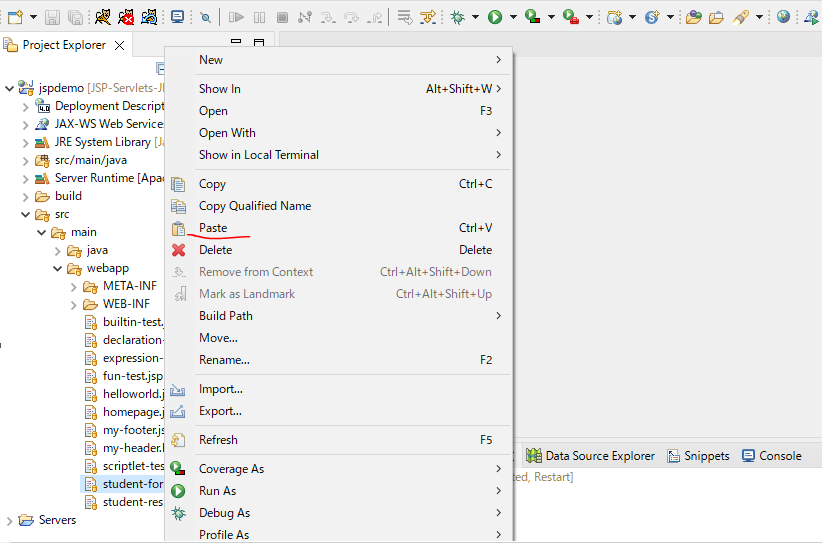 Project Explorer
jspdemo [JSP-Servlets-J
Deployment Descript
JAX-WS Web Service
JRE System Library [Ja
src/main/java
Server Runtime [Apac
build
src
main
java
webapp
META-INF
WEB-INF
builtin-test.
declaration-
expression-
fun-test.jsp
helloworld.j
homepage.j
my-footer.js
my-header.
scriptlet-tes
student-for
student-res
Servers
New
Show In Alt+Shift+W
Open F3
Open With
Show in Local Terminal
Copy Ctrl+C
Copy Qualified Name
Paste Ctrl+V
Delete Delete
Remove from Context Ctrl+Alt+Shift+Down
Mark as Landmark Ctrl+Alt+Shift+Up
Build Path
Move...
Rename... F2
Import...
Export...
Refresh F5
Coverage As
Run As
Debug As
Profile As
Data Source Explorer Snippets Console
ted, Restart]